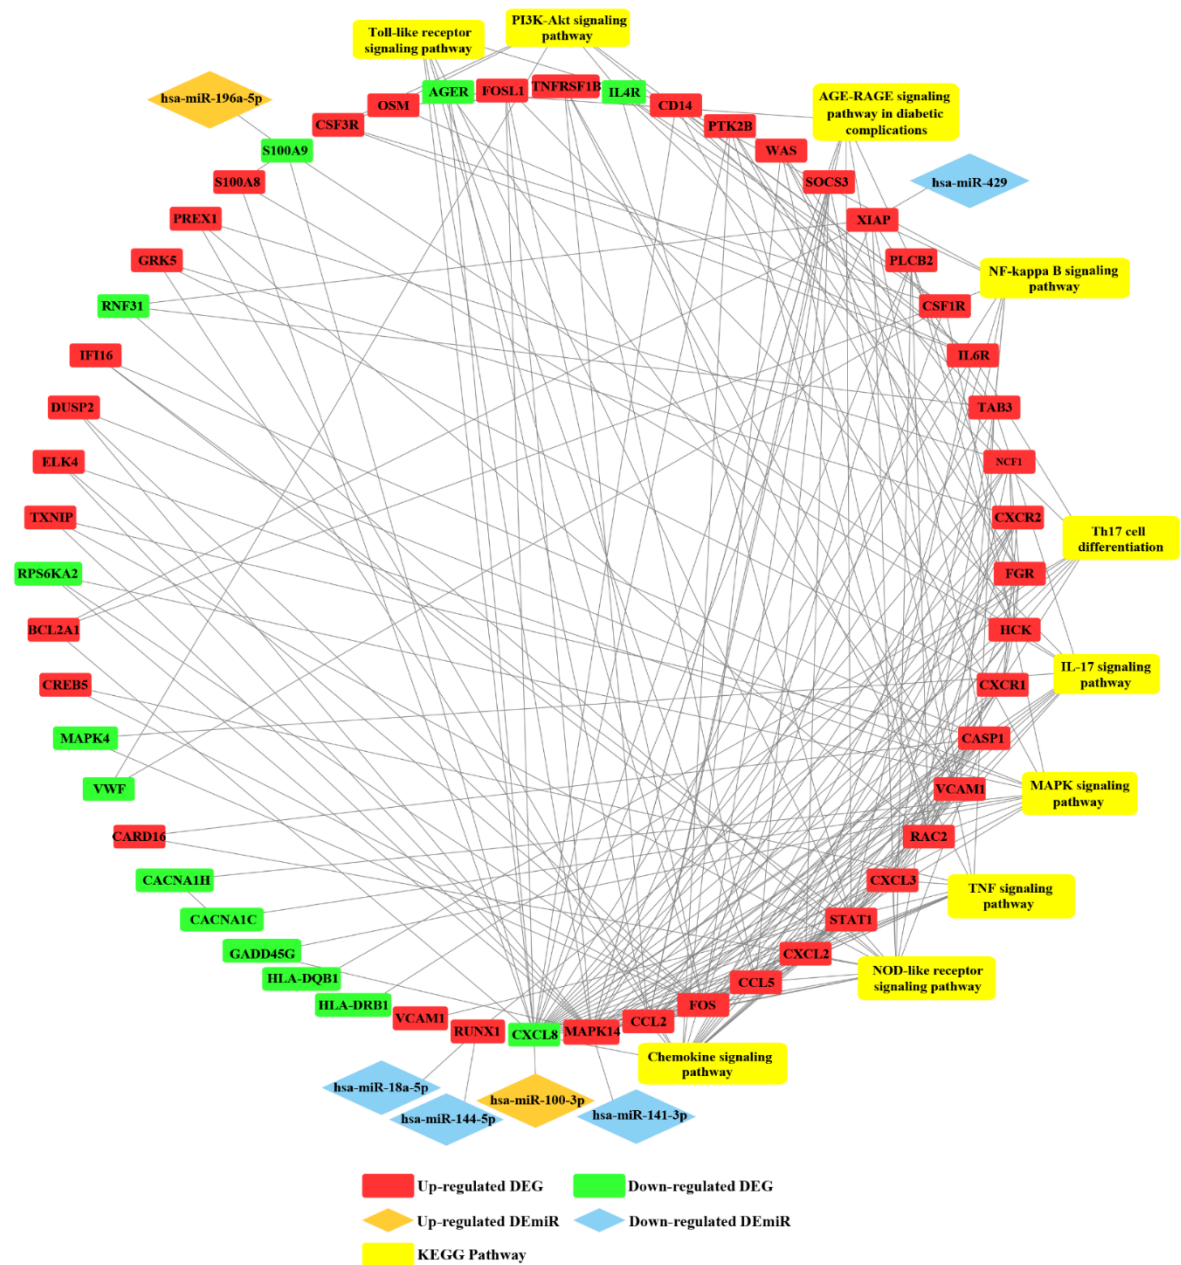 PI3K-Akt signaling
pathway
Toll-like receptor
signaling pathway
hsa-miR-196a-5p
CSF3R
OSM
AGER
FOSL1
TNFRSF1B
IL4R
CD14
PTK2B
WAS
SOCS3
XIAP
PLCB2
CSF1R
IL6R
TAB3
NCF1
CXCR2
FGR
HCK
CXCR1
CASP1
VCAM1
RAC2
CXCL3
STAT1
CXCL2
CCL5
FOS
CCL2
MAPK14
CXCL8
RUNX1
VCAM1
HLA-DRB1
HLA-DQB1
GADD45G
CACNA1C
CACNA1H
CARD16
VWF
MAPK4
CREB5
BCL2A1
RPS6KA2
TXNIP
ELK4
DUSP2
IFI16
RNF31
GRK5
PREX1
S100A8
S100A9
AGE-RAGE signaling
pathway in diabetic
complications
hsa-miR-429
NF-kappa B signaling
pathway
Th17 cell
differentiation
IL-17 signaling
pathway
MAPK signaling
pathway
TNF signaling
pathway
NOD-like receptor
signaling pathway
Chemokine signaling
pathway
hsa-miR-18a-5p
hsa-miR-144-5p
hsa-miR-100-3p
hsa-miR-141-3p
Up-regulated DEG
Down-regulated DEG
Up-regulated DEmiR
Down-regulated DEmiR
KEGG Pathway